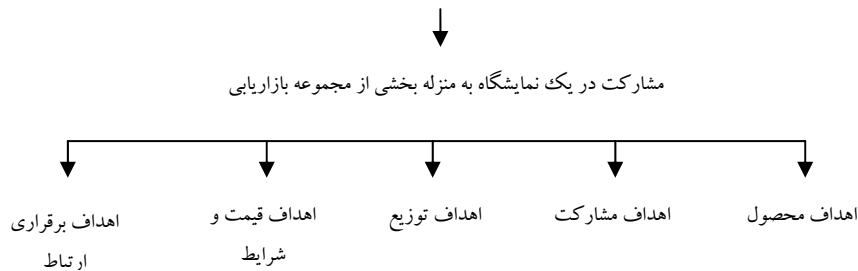 مشارکت در یک نمایشگاه به منزله بخشی از مجموعه بازاریابی
اهداف محصول
اهداف مشارکت
اهداف توزیع
اهداف قیمت و
شرایط
اهداف برقراری
ارتباط